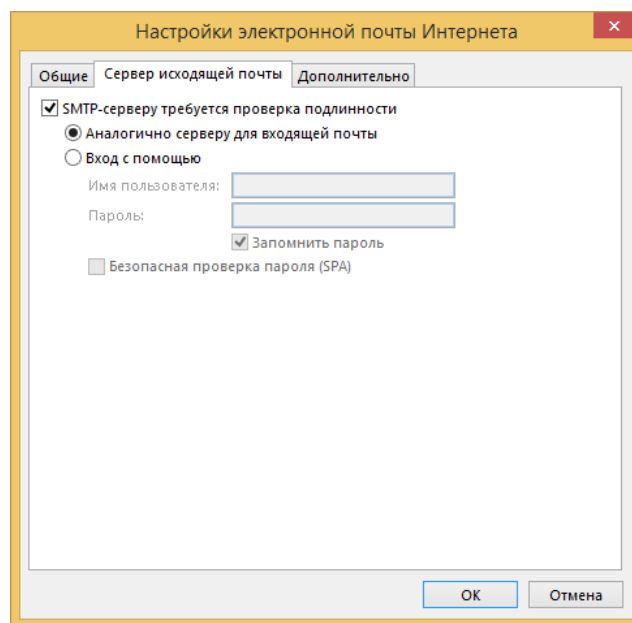 Настройки электронной почты Интернета
Общие Сервер исходящей почты Дополнительно
SMTP-серверу требуется проверка подлинности
Аналогично серверу для входящей почты
Вход с помощью
Имя пользователя:
Пароль:
Запомнить пароль
Безопасная проверка пароля (SPA)
ОК Отмена